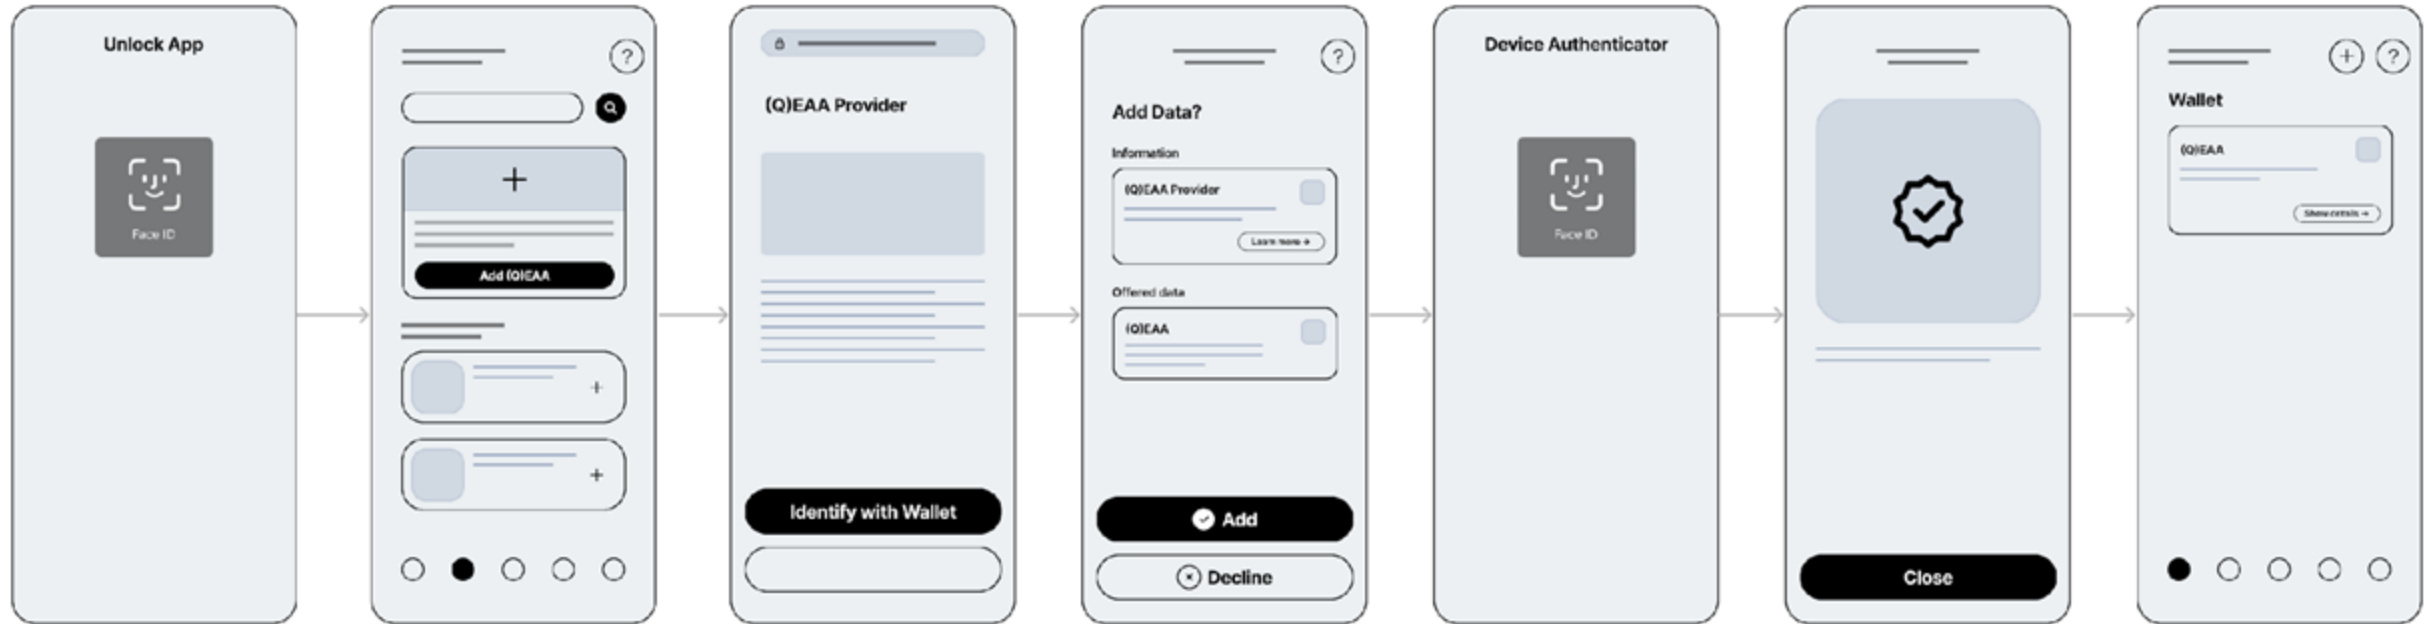 Unlock App
Face ID
?
Add (Q)EAA
(Q)EAA Provider
Identify with Wallet
?
Add Data?
Information
(Q)EAA Provider
Learn more →
Offered data
(Q)EAA
Add
Decline
Device Authenticator
Face ID
Close
?
Wallet
(Q)EAA
Show details →